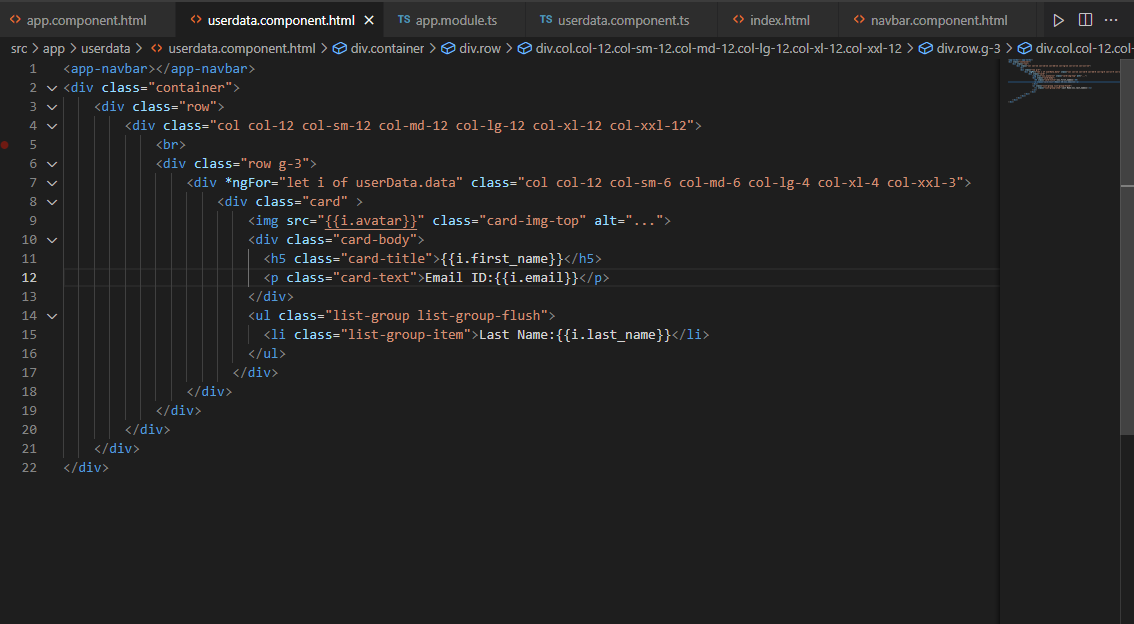 app.component.html userdata.component.html TS app.module.ts TS userdata.component.ts index.html navbar.component.html
src > app > userdata > userdata.component.html > div.container > div.row > div.col.col-12.col-sm-12.col-md-12.col-lg-12.col-xl-12.col-xxl-12 > div.row.g-3 > div.col.col-12.col-
1 <app-navbar></app-navbar>
2 <div class="container">
3 <div class="row">
4 <div class="col col-12 col-sm-12 col-md-12 col-lg-12 col-xl-12 col-xxl-12">
5 <br>
6 <div class="row g-3">
7 <div *ngFor="let i of userData.data" class="col col-12 col-sm-6 col-md-6 col-lg-4 col-xl-4 col-xxl-3">
8 <div class="card" >
9 <img src="{{i.avatar}}" class="card-img-top" alt="...">
10 <div class="card-body">
11 <h5 class="card-title">{{i.first_name}}</h5>
12 <p class="card-text">Email ID:{{i.email}}</p>
13 </div>
14 <ul class="list-group list-group-flush">
15 <li class="list-group-item">Last Name:{{i.last_name}}</li>
16 </ul>
17 </div>
18 </div>
19 </div>
20 </div>
21 </div>
22 </div>